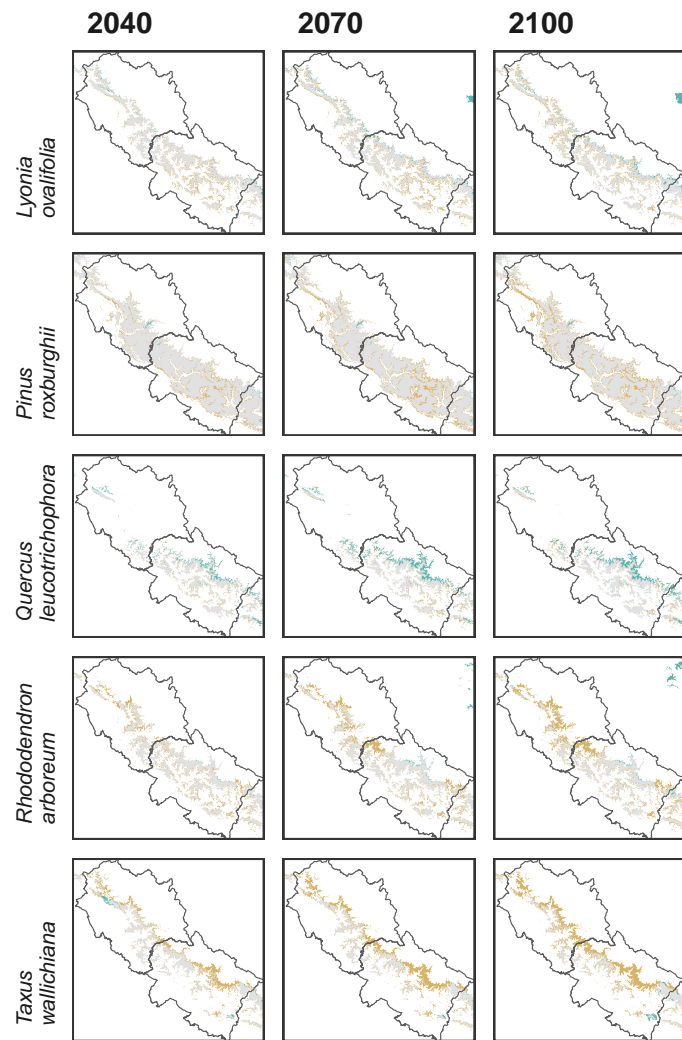 2040 2070 2100
Lyonia
ovalifolia
Pinus
roxburghii
Quercus
leucotrichophora
Rhododendron
arboreum
Taxus
wallichiana